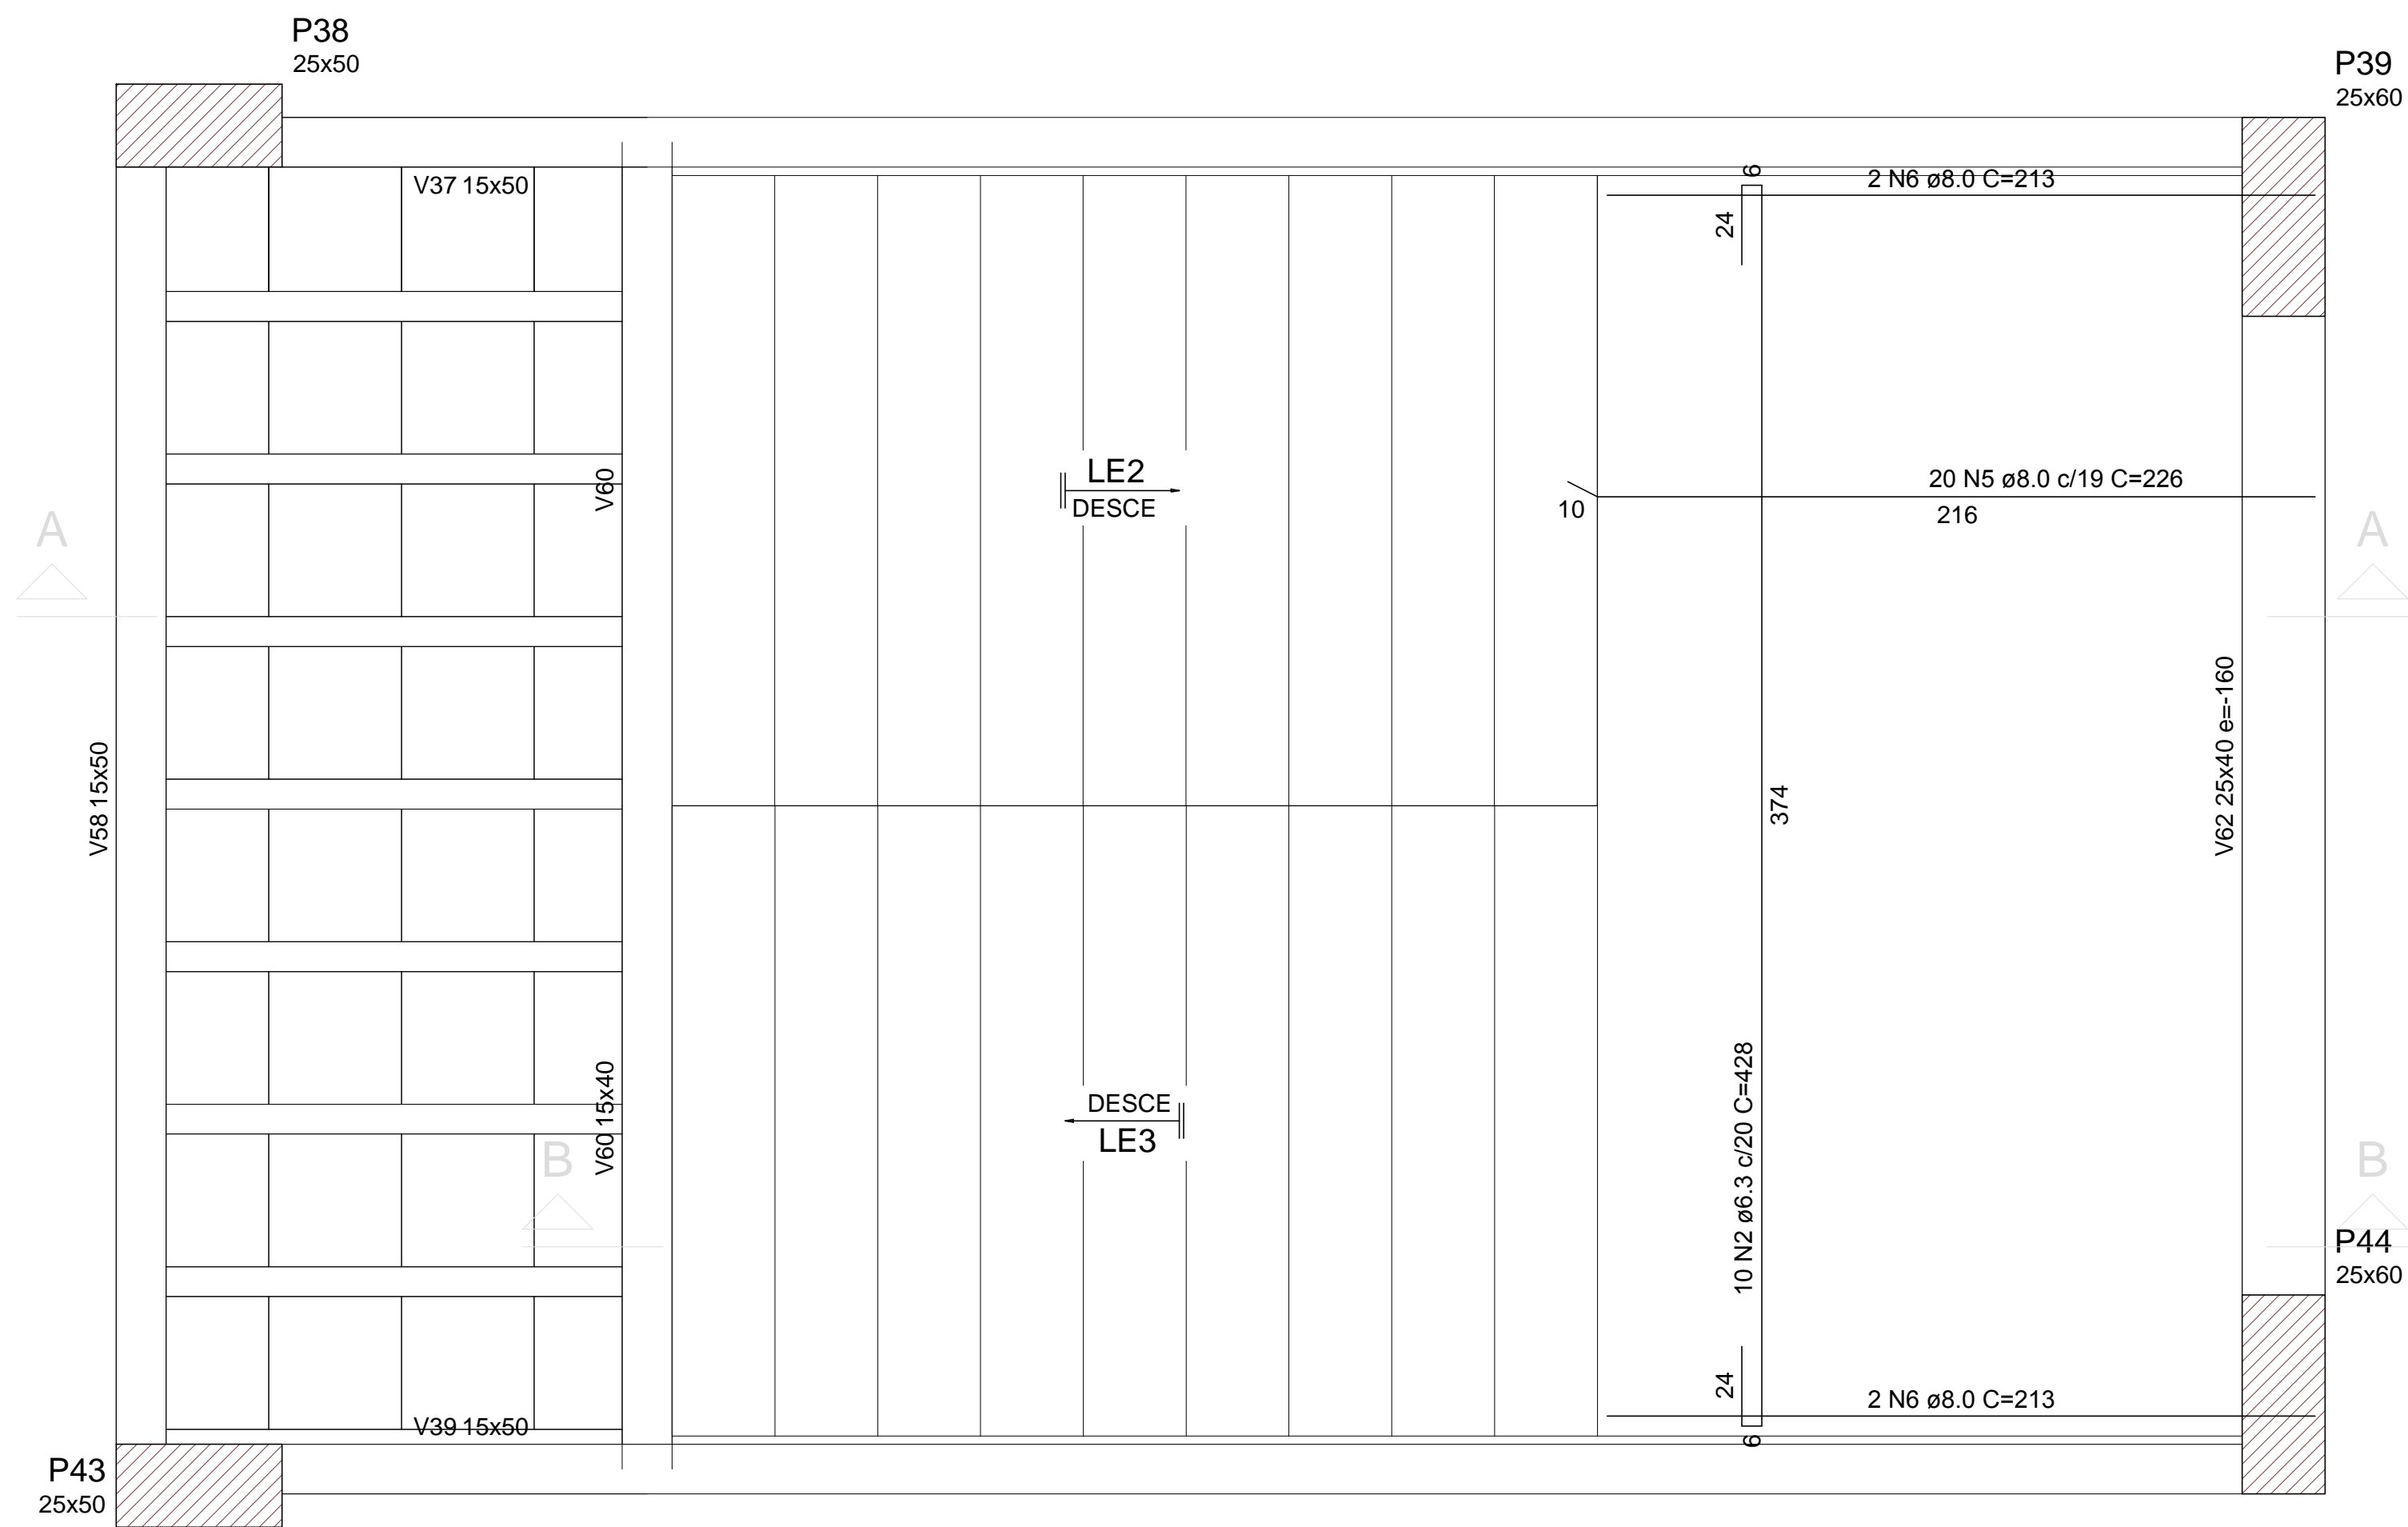 P38
25x50
P39
25x60
V37 15x50
6
2 N6 ø8.0 C=213
24
V60
LE2
DESCE
20 N5 ø8.0 c/19 C=226
10
216
A
A
V58 15x50
374
V62 25x40 e=-160
V60 15x40
DESCE
LE3
10 N2 ø6.3 c/20 C=428
B
B
P44
25x60
24
2 N6 ø8.0 C=213
V39 15x50
6
P43
25x50